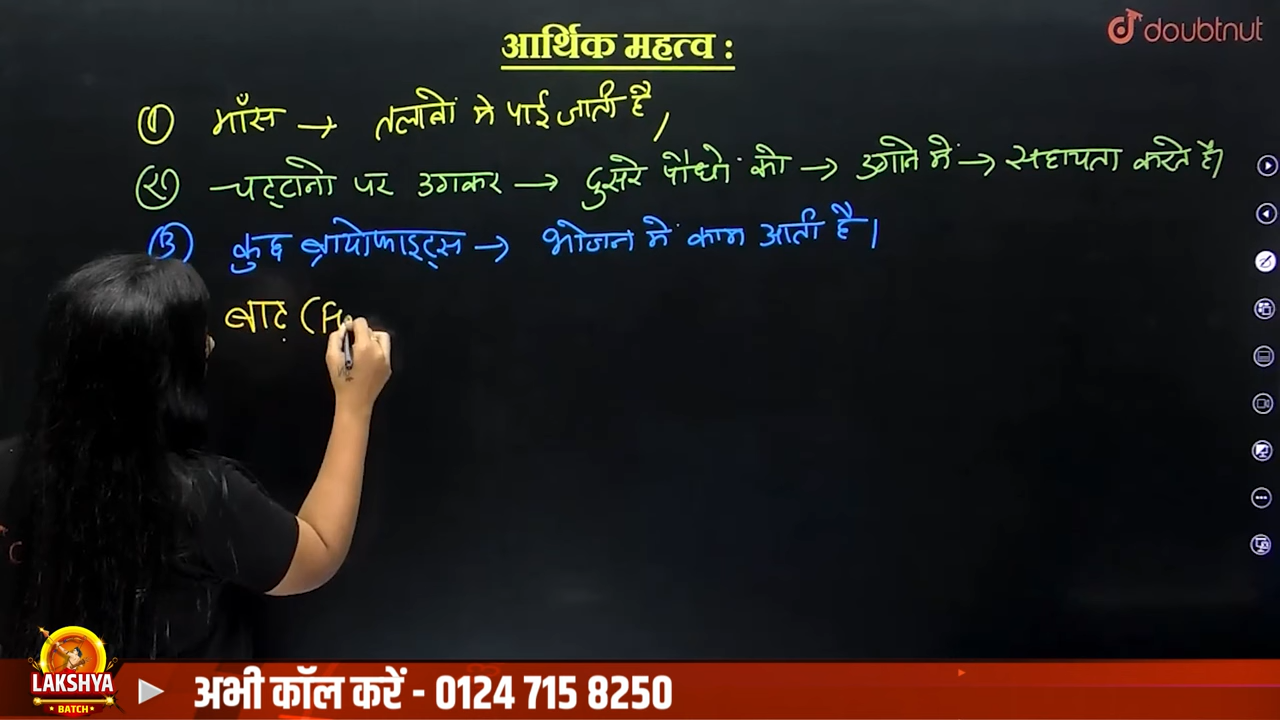 doubtnut
आर्थिक महत्व :
① माँस → तलाबो में पाई जाती है,
② चट्टानो पर उगकर → दुसरे पौधों को → उगाने में → सहायता करते है।
③ कुछ ब्रायोफाइट्स → भोजन में काम आती है।
बाढ़ (Fl
LAKSHYA
BATCH
अभी कॉल करें - 0124 715 8250